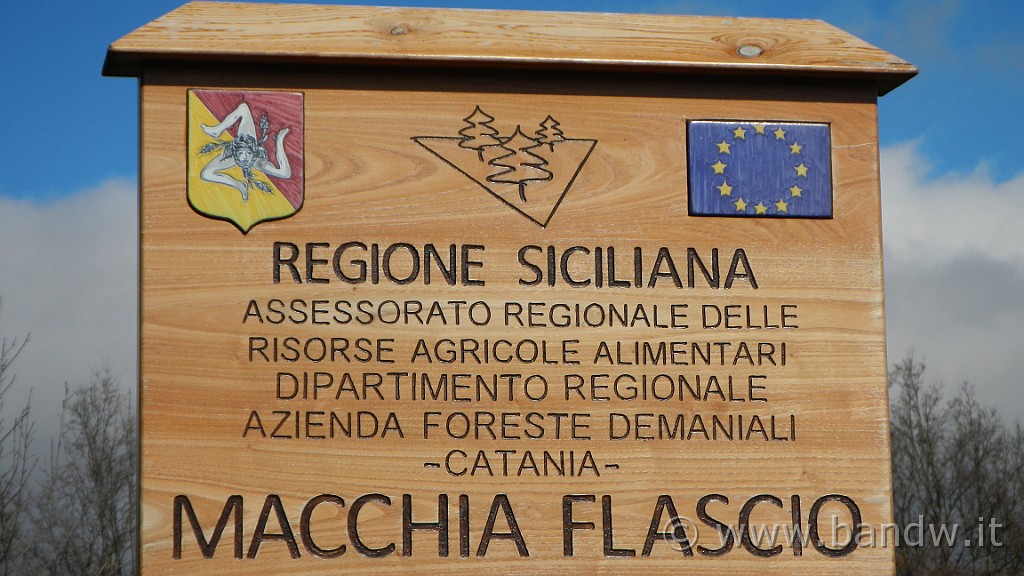 REGIONE SICILIANA
ASSESSORATO REGIONALE DELLE
RISORSE AGRICOLE ALIMENTARI
DIPARTIMENTO REGIONALE
AZIENDA FORESTE DEMANIALI
-CATANIA-
MACCHIA FLASCIO
© www.bandw.it